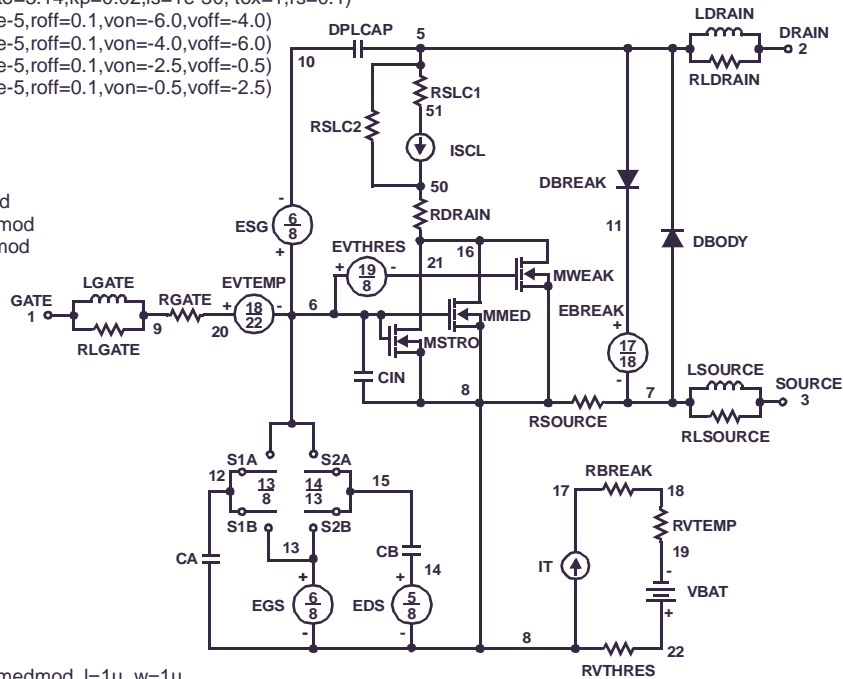 e-5,roff=0.1,von=-6.0,voff=-4.0)
e-5,roff=0.1,von=-4.0,voff=-6.0)
e-5,roff=0.1,von=-2.5,voff=-0.5)
e-5,roff=0.1,von=-0.5,voff=-2.5)
LDRAIN
DPLCAP
5
DRAIN
2
10
RLDRAIN
RSLC1
51
RSLC2
ISCL
DBREAK
50
RDRAIN
ESG
-
6
8
+
11
DBODY
mod
mod
EVTHRES
+
19
8
-
21
16
MWEAK
LGATE
EVTEMP
GATE
1
RGATE
+
18
22
-
6
EBREAK
+
MMED
RLGATE
9
20
MSTRO
17
18
-
LSOURCE
CIN
8
7
SOURCE
3
RSOURCE
RLSOURCE
S1A
S2A
12
13
8
14
13
15
RBREAK
17
18
S1B
S2B
RVTEMP
13
CB
19
CA
14
IT
-
VBAT
+
+
EGS
6
8
-
+
EDS
5
8
-
8
22
RVTHRES
medmod l=1u w=1u